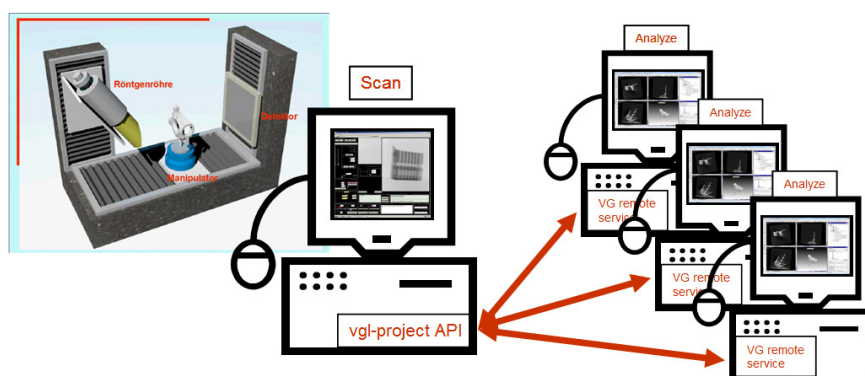 Röntgenröhre
Detektor
Manipulator
Scan
vgl-project API
Analyze
VG remote
service
Analyze
VG remote
service
Analyze
VG remote
service